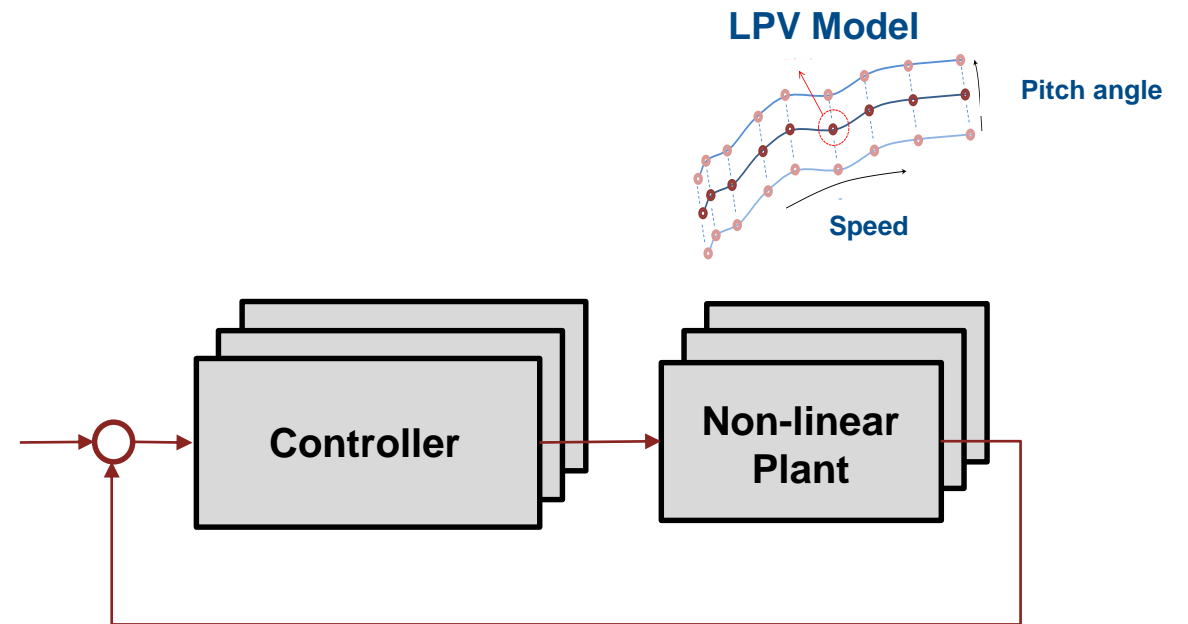 LPV Model
Pitch angle
Speed
Controller
Non-linear
Plant